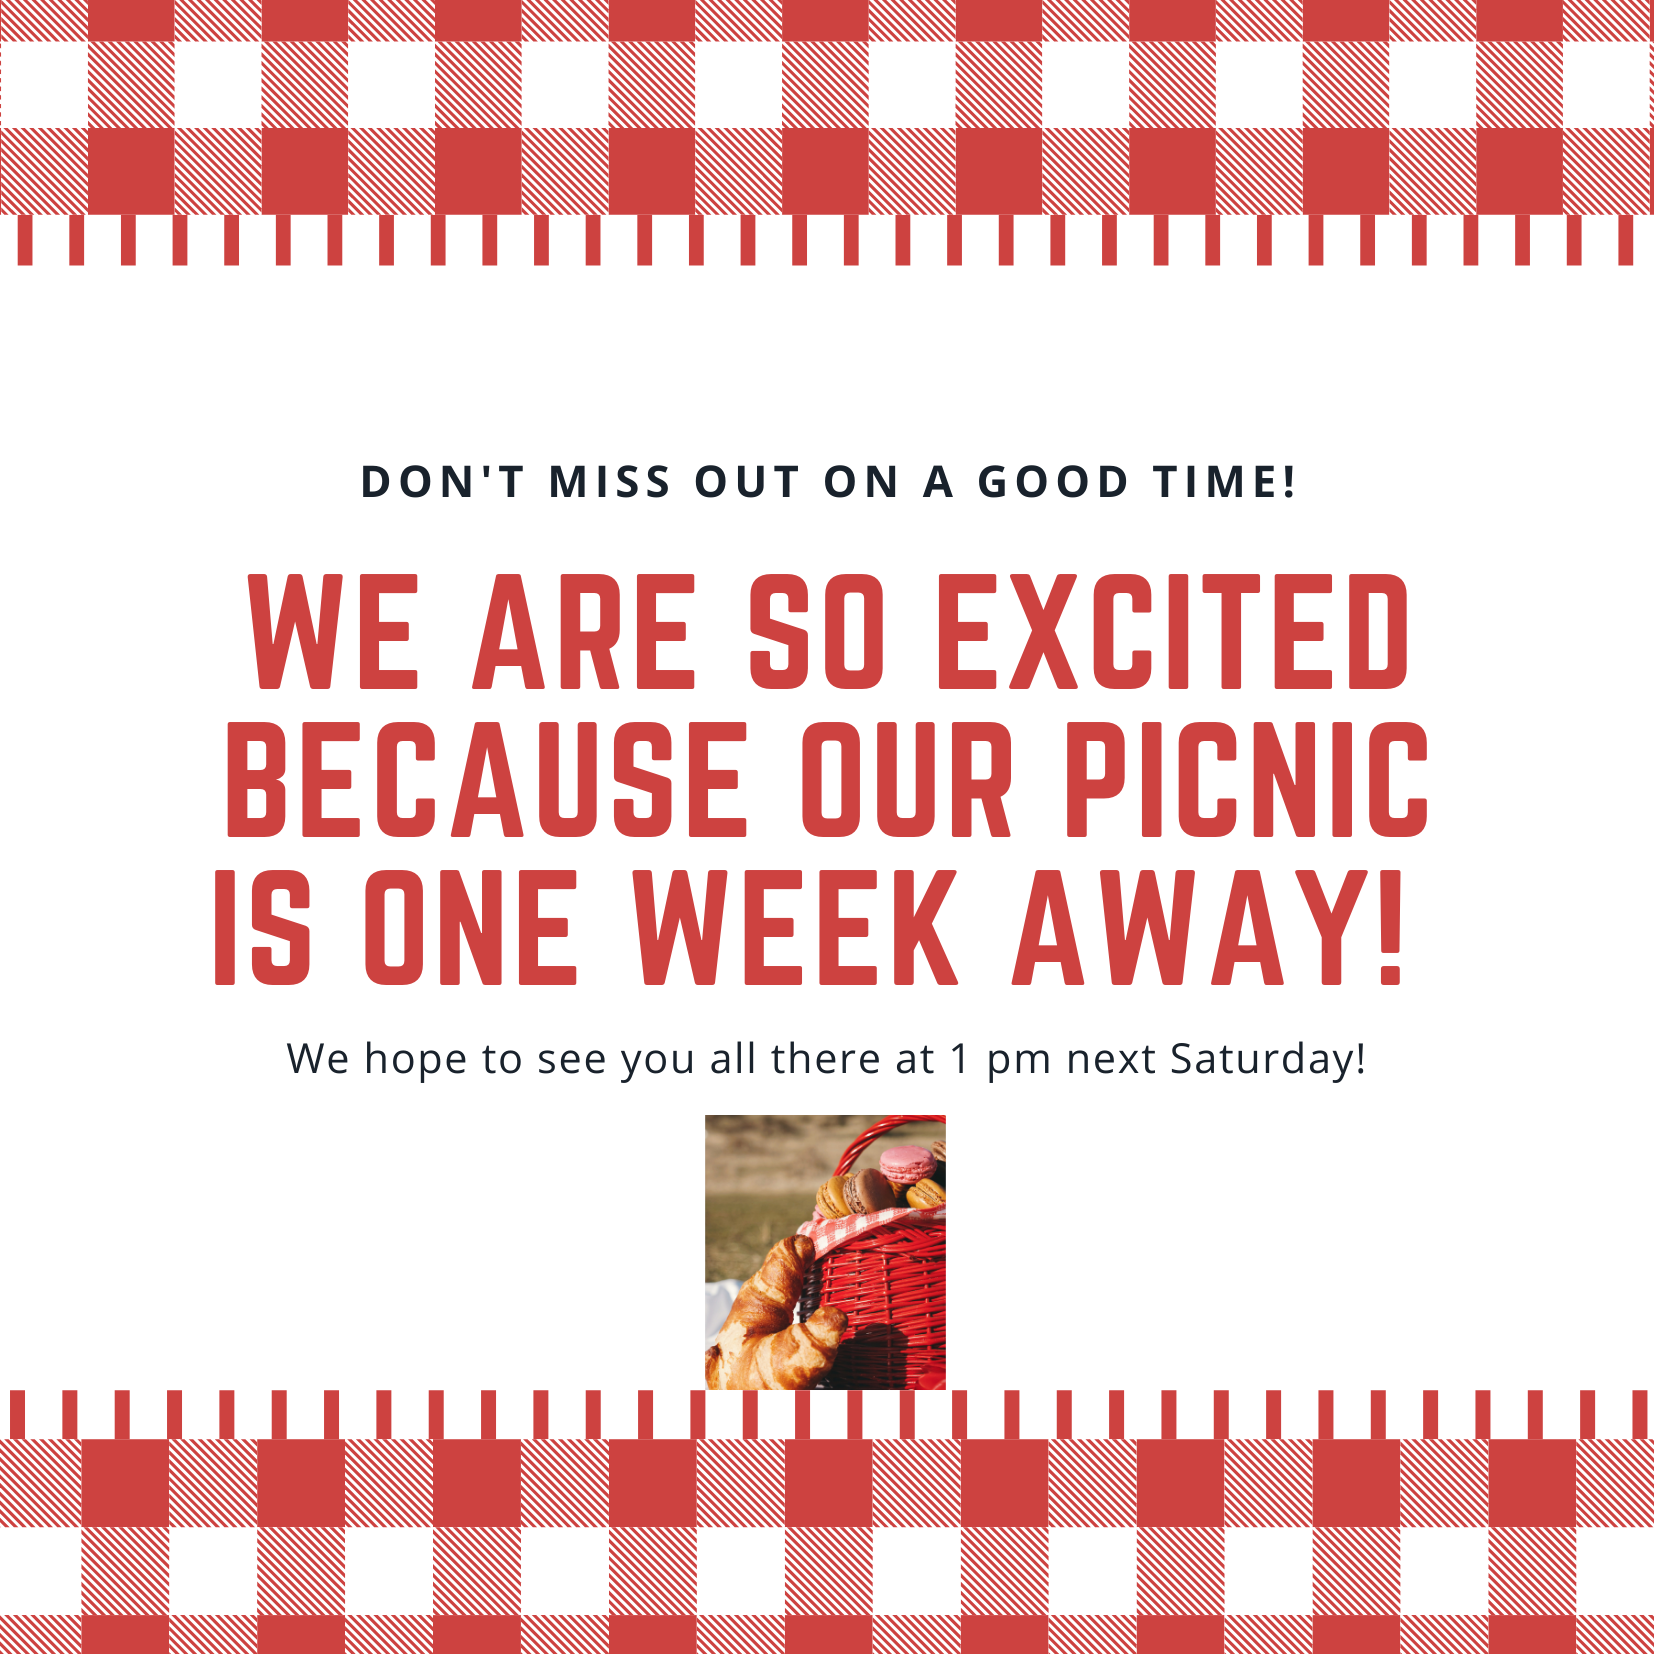 DON'T MISS OUT ON A GOOD TIME!
WE ARE SO EXCITED
BECAUSE OUR PICNIC
IS ONE WEEK AWAY!
We hope to see you all there at 1 pm next Saturday!